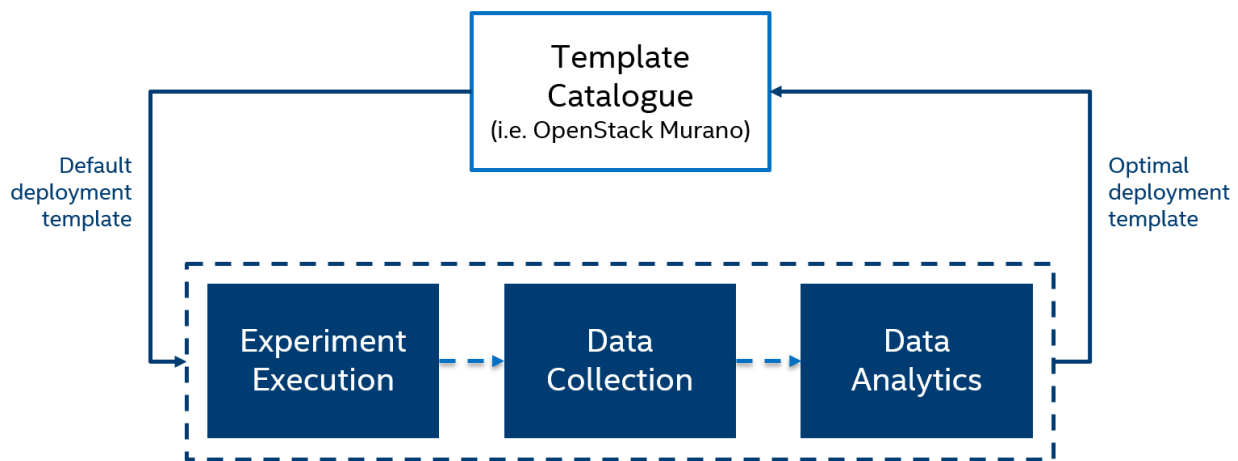 Template
Catalogue
(i.e. OpenStack Murano)
Default
deployment
template
Optimal
deployment
template
Experiment
Execution
Data
Collection
Data
Analytics